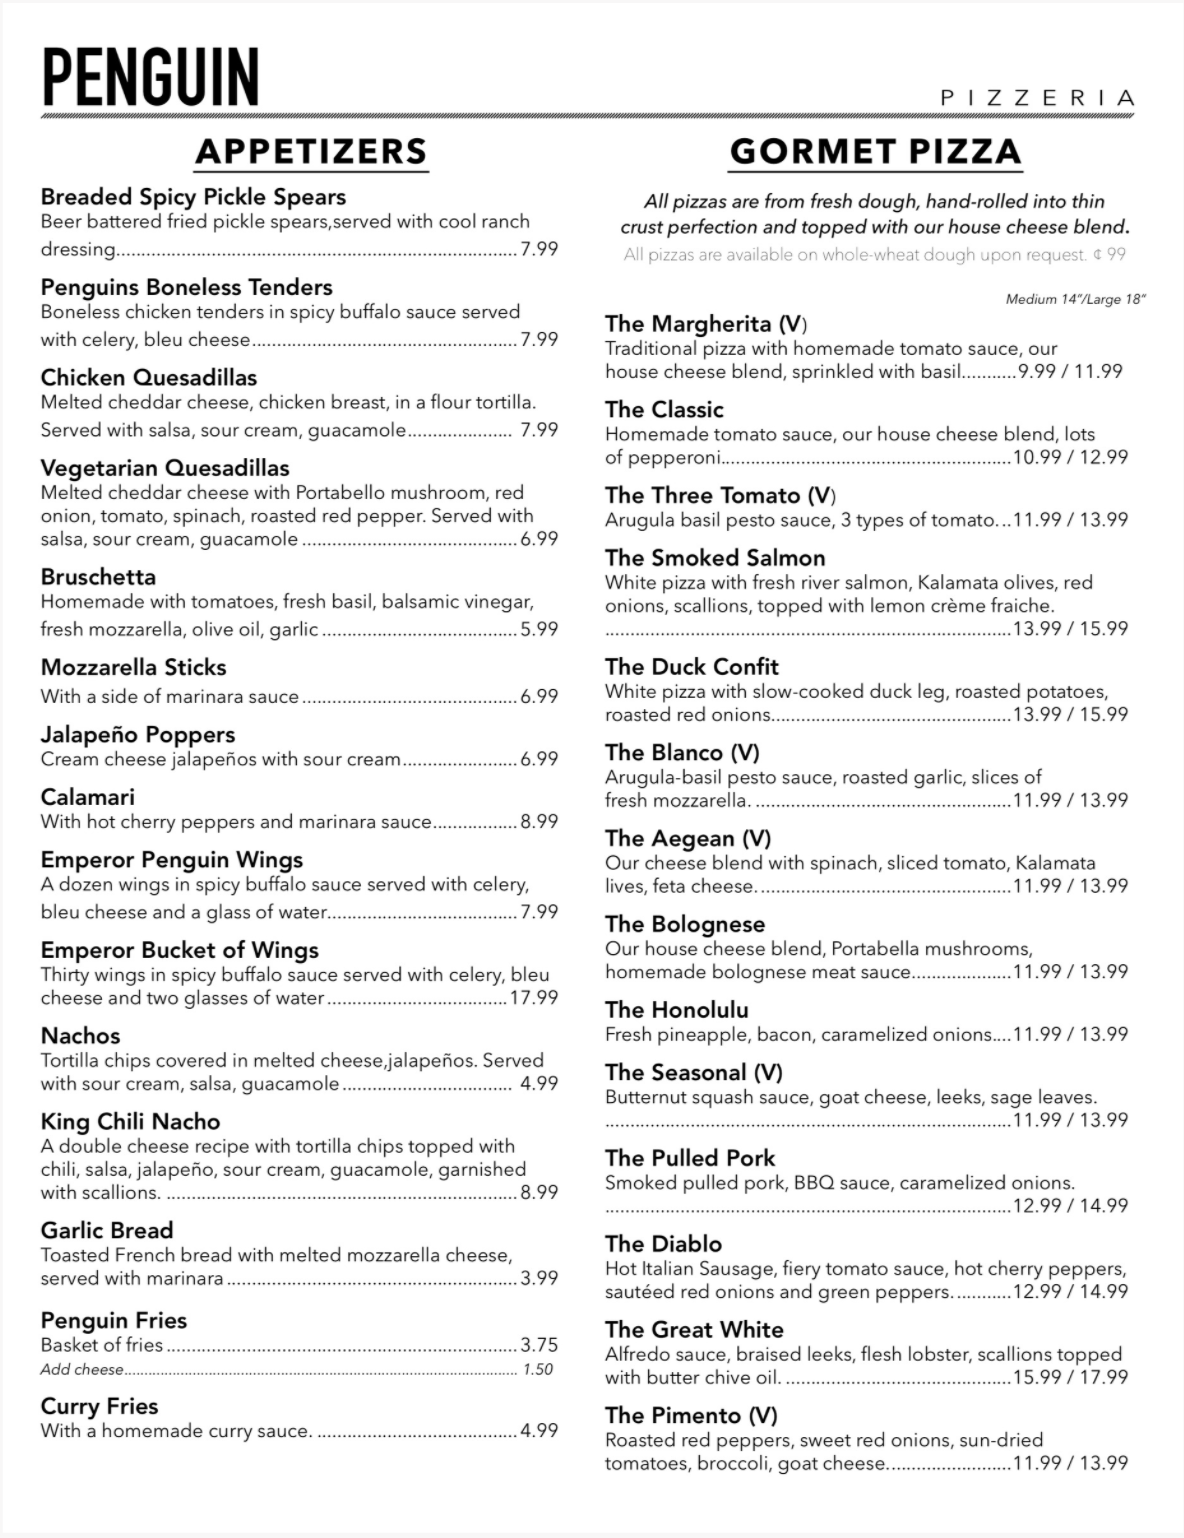 PENGUIN
PIZZERIA
APPETIZERS
Breaded Spicy Pickle Spears
Beer battered fried pickle spears,served with cool ranch
dressing..............................................................................7.99
Penguins Boneless Tenders
Boneless chicken tenders in spicy buffalo sauce served
with celery, bleu cheese....................................................7.99
Chicken Quesadillas
Melted cheddar cheese, chicken breast, in a flour tortilla.
Served with salsa, sour cream, guacamole..................... 7.99
Vegetarian Quesadillas
Melted cheddar cheese with Portabello mushroom, red
onion, tomato, spinach, roasted red pepper. Served with
salsa, sour cream, guacamole ..........................................6.99
Bruschetta
Homemade with tomatoes, fresh basil, balsamic vinegar,
fresh mozzarella, olive oil, garlic ......................................5.99
Mozzarella Sticks
With a side of marinara sauce ..........................................6.99
Jalapeño Poppers
Cream cheese jalapeños with sour cream......................6.99
Calamari
With hot cherry peppers and marinara sauce.................8.99
Emperor Penguin Wings
A dozen wings in spicy buffalo sauce served with celery,
bleu cheese and a glass of water.....................................7.99
Emperor Bucket of Wings
Thirty wings in spicy buffalo sauce served with celery, bleu
cheese and two glasses of water...................................17.99
Nachos
Tortilla chips covered in melted cheese,jalapeños. Served
with sour cream, salsa, guacamole................................. 4.99
King Chili Nacho
A double cheese recipe with tortilla chips topped with
chili, salsa, jalapeño, sour cream, guacamole, garnished
with scallions. ....................................................................8.99
Garlic Bread
Toasted French bread with melted mozzarella cheese,
served with marinara.........................................................3.99
Penguin Fries
Basket of fries....................................................................3.75
Add cheese.................................................................................................. 1.50
Curry Fries
With a homemade curry sauce. .......................................4.99
GORMET PIZZA
All pizzas are from fresh dough, hand-rolled into thin
crust perfection and topped with our house cheese blend.
All pizzas are available on whole-wheat dough upon request. ¢ 99
Medium 14”/Large 18”
The Margherita (V)
Traditional pizza with homemade tomato sauce, our
house cheese blend, sprinkled with basil...........9.99 / 11.99
The Classic
Homemade tomato sauce, our house cheese blend, lots
of pepperoni.........................................................10.99 / 12.99
The Three Tomato (V)
Arugula basil pesto sauce, 3 types of tomato...11.99 / 13.99
The Smoked Salmon
White pizza with fresh river salmon, Kalamata olives, red
onions, scallions, topped with lemon crème fraiche.
................................................................................13.99 / 15.99
The Duck Confit
White pizza with slow-cooked duck leg, roasted potatoes,
roasted red onions...............................................13.99 / 15.99
The Blanco (V)
Arugula-basil pesto sauce, roasted garlic, slices of
fresh mozzarella. ..................................................11.99 / 13.99
The Aegean (V)
Our cheese blend with spinach, sliced tomato, Kalamata
lives, feta cheese..................................................11.99 / 13.99
The Bolognese
Our house cheese blend, Portabella mushrooms,
homemade bolognese meat sauce....................11.99 / 13.99
The Honolulu
Fresh pineapple, bacon, caramelized onions....11.99 / 13.99
The Seasonal (V)
Butternut squash sauce, goat cheese, leeks, sage leaves.
................................................................................11.99 / 13.99
The Pulled Pork
Smoked pulled pork, BBQ sauce, caramelized onions.
................................................................................12.99 / 14.99
The Diablo
Hot Italian Sausage, fiery tomato sauce, hot cherry peppers,
sautéed red onions and green peppers............12.99 / 14.99
The Great White
Alfredo sauce, braised leeks, flesh lobster, scallions topped
with butter chive oil. ............................................15.99 / 17.99
The Pimento (V)
Roasted red peppers, sweet red onions, sun-dried
tomatoes, broccoli, goat cheese........................11.99 / 13.99